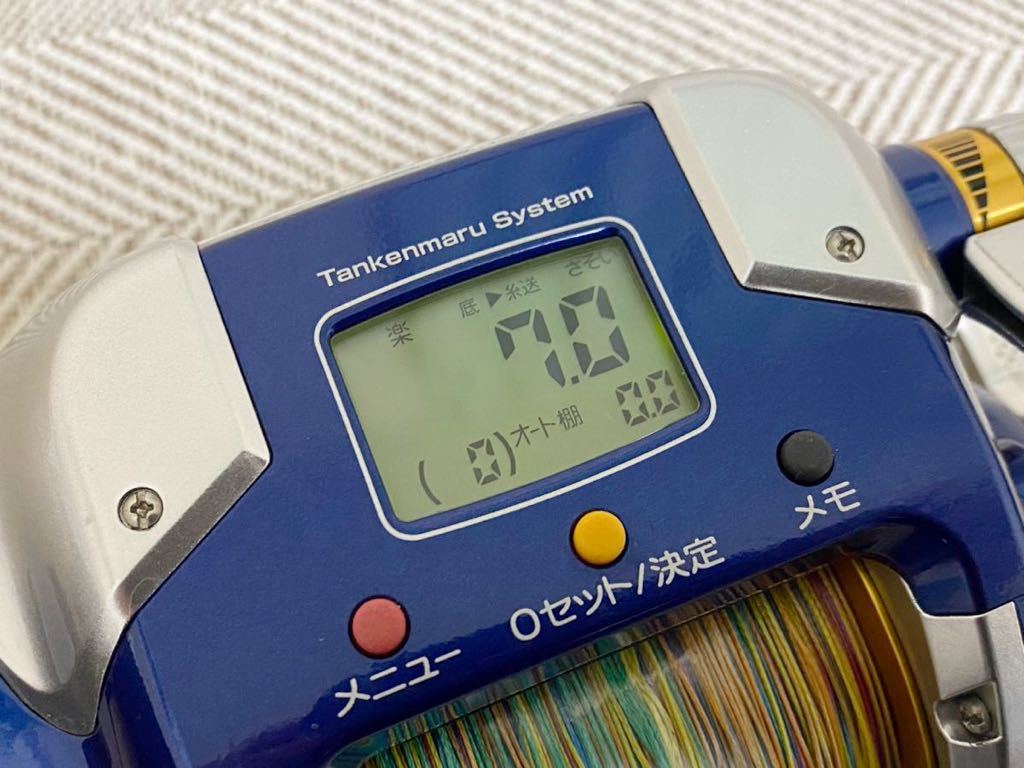 Tankenmaru System
楽 底 ▶糸送 さそい
7.0
(0) オート棚 0.0
メモ
0セット/決定
メニュー